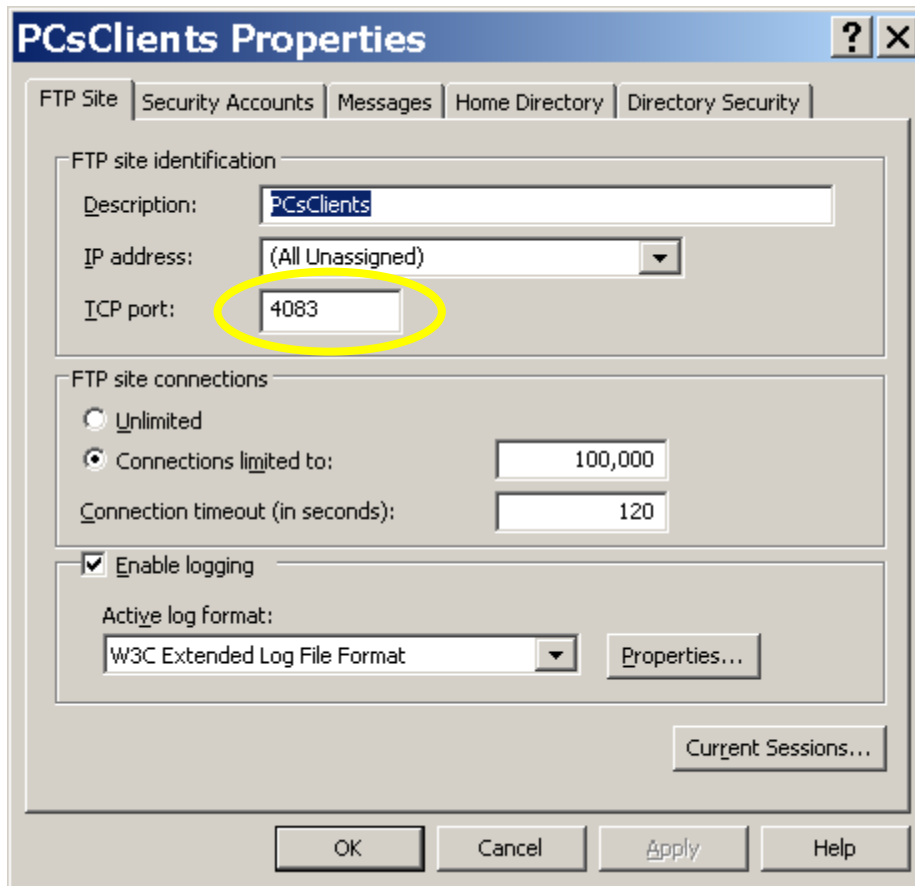 PCsClients Properties
FTP Site Security Accounts Messages Home Directory Directory Security
FTP site identification
Description: PCsClients
IP address: (All Unassigned)
TCP port: 4083
FTP site connections
Unlimited
Connections limited to: 100,000
Connection timeout (in seconds): 120
Enable logging
Active log format:
W3C Extended Log File Format Properties...
Current Sessions...
OK Cancel Apply Help